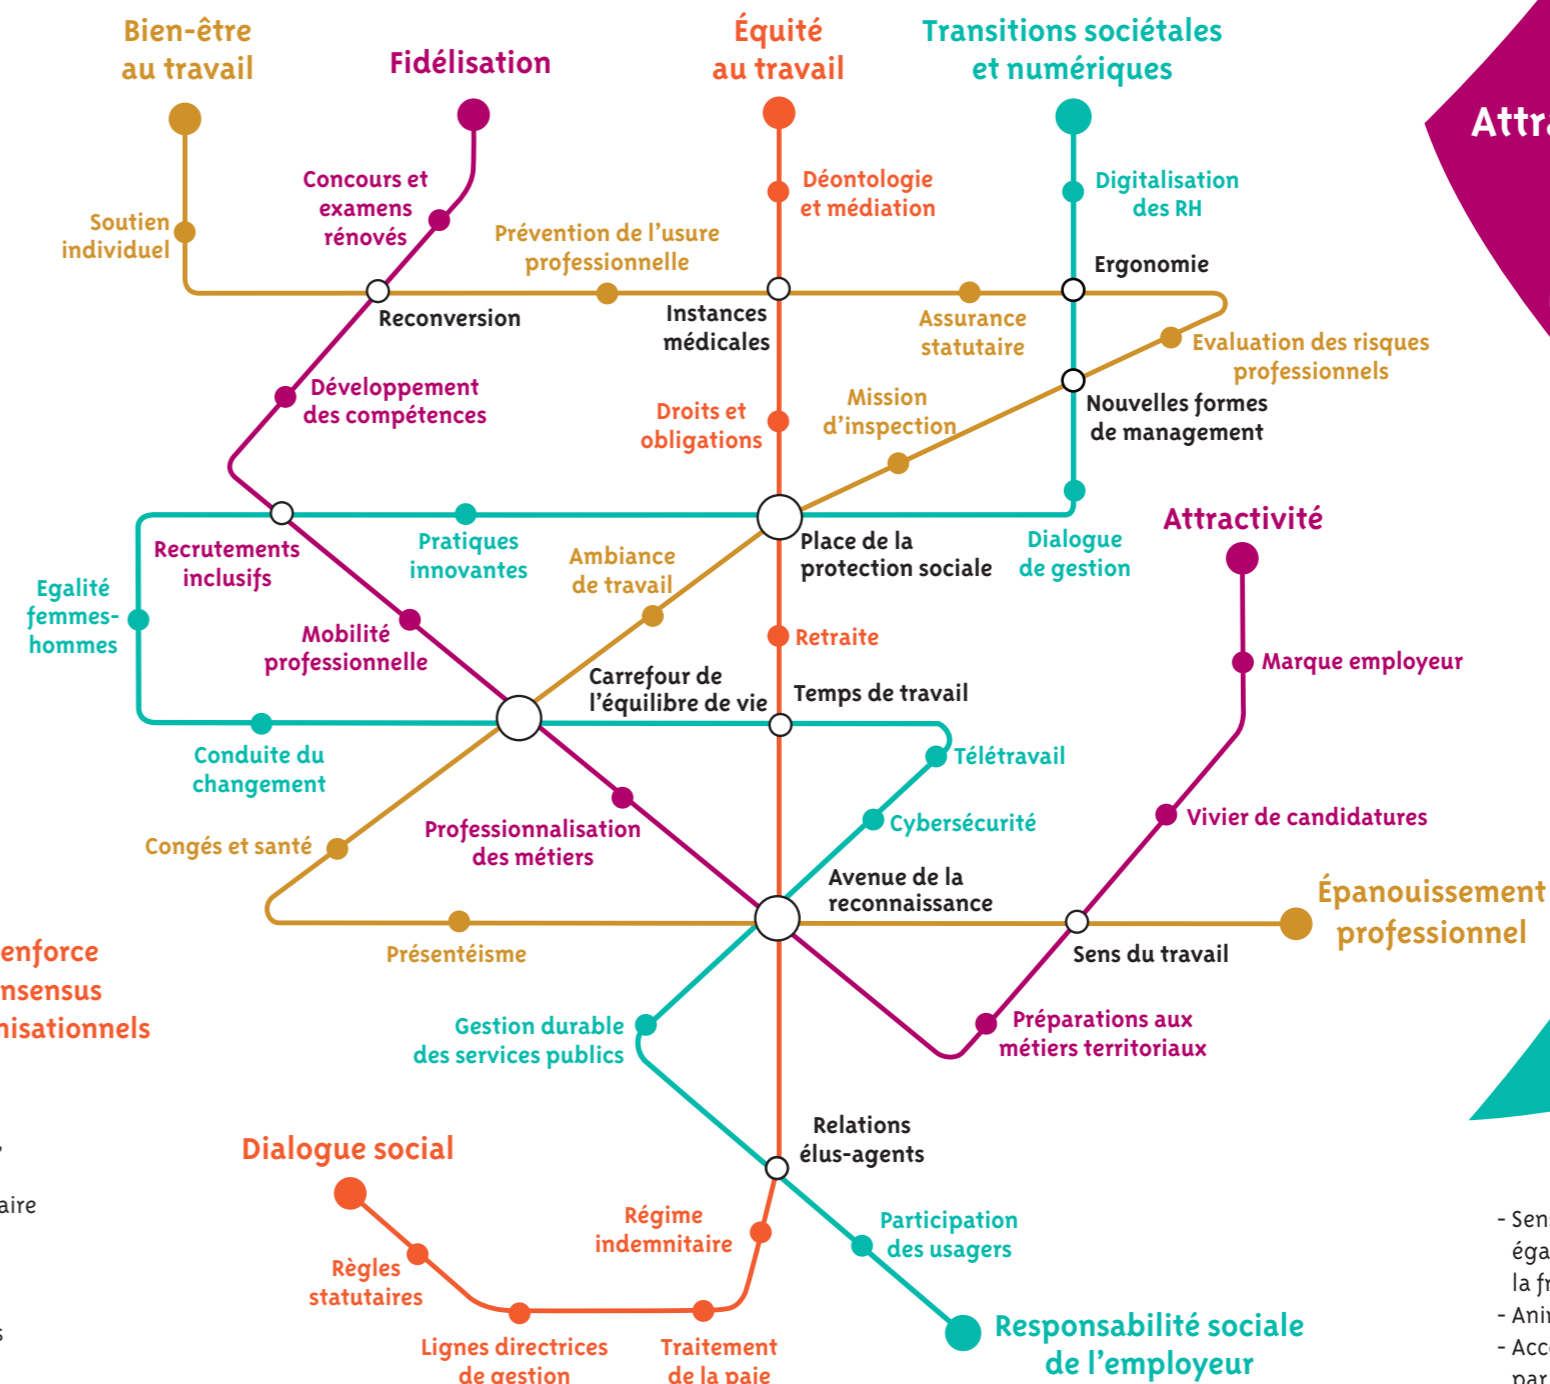 Bien-être
au travail
Fidélisation
Équité
au travail
Transitions sociétales
et numériques
Concours et
examens
rénovés
Déontologie
et médiation
Digitalisation
des RH
Soutien
individuel
Prévention de l’usure
professionnelle
Ergonomie
Reconversion
Instances
médicales
Assurance
statutaire
Evaluation des risques
professionnels
Développement
des compétences
Droits et
obligations
Mission
d’inspection
Nouvelles formes
de management
Attractivité
Recrutements
inclusifs
Pratiques
innovantes
Ambiance
de travail
Place de la
protection sociale
Dialogue
de gestion
Egalité
femmes-
hommes
Mobilité
professionnelle
Retraite
Marque employeur
Carrefour de
l’équilibre de vie
Temps de travail
Conduite du
changement
Télétravail
Congés et santé
Professionnalisation
des métiers
Cybersécurité
Vivier de candidatures
Avenue de la
reconnaissance
Épanouissement
professionnel
Présentéisme
Sens du travail
Gestion durable
des services publics
Préparations aux
métiers territoriaux
Dialogue social
Relations
élus-agents
Régime
indemnitaire
Participation
des usagers
Règles
statutaires
Lignes directrices
de gestion
Traitement
de la paie
Responsabilité sociale
de l’employeur